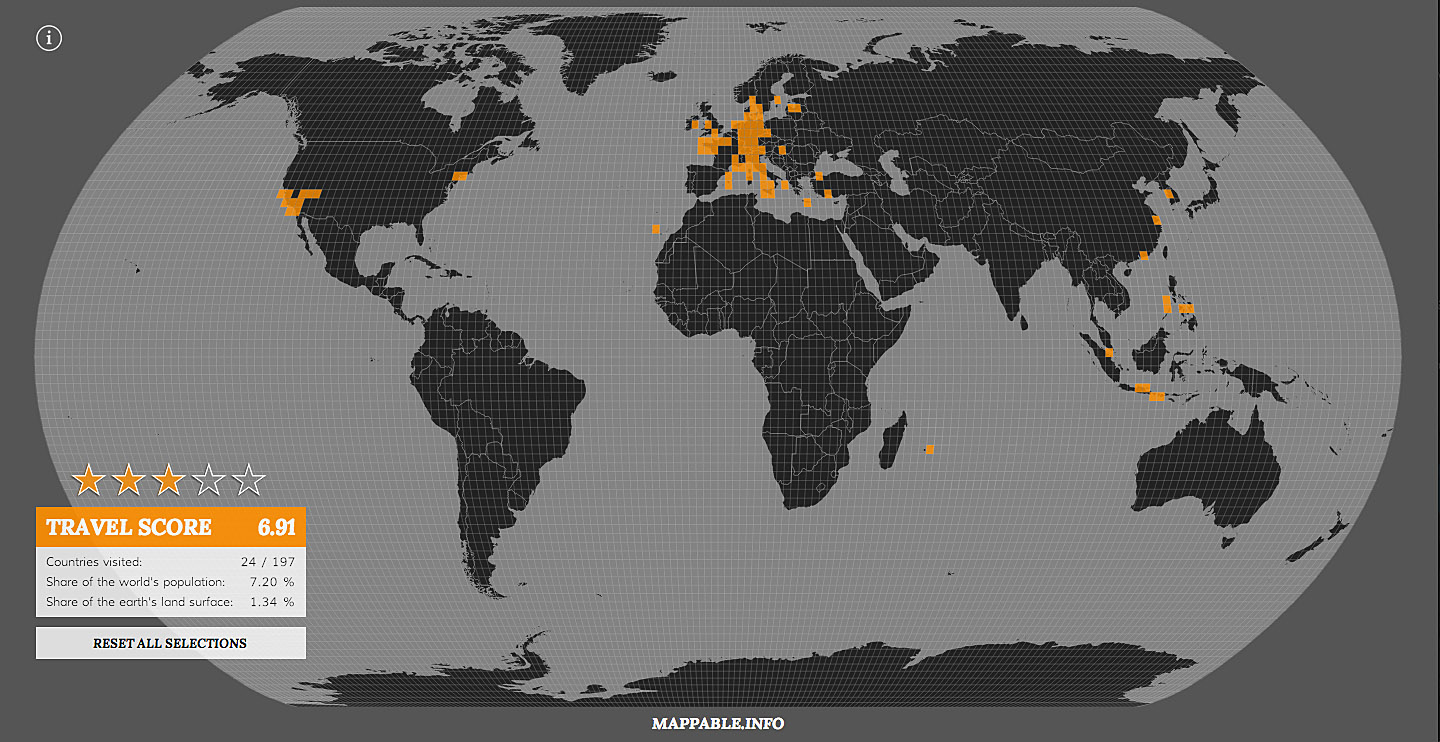 i
TRAVEL SCORE 6.91
Countries visited: 24 / 197
Share of the world's population: 7.20 %
Share of the earth's land surface: 1.34 %
RESET ALL SELECTIONS
MAPPABLE.INFO